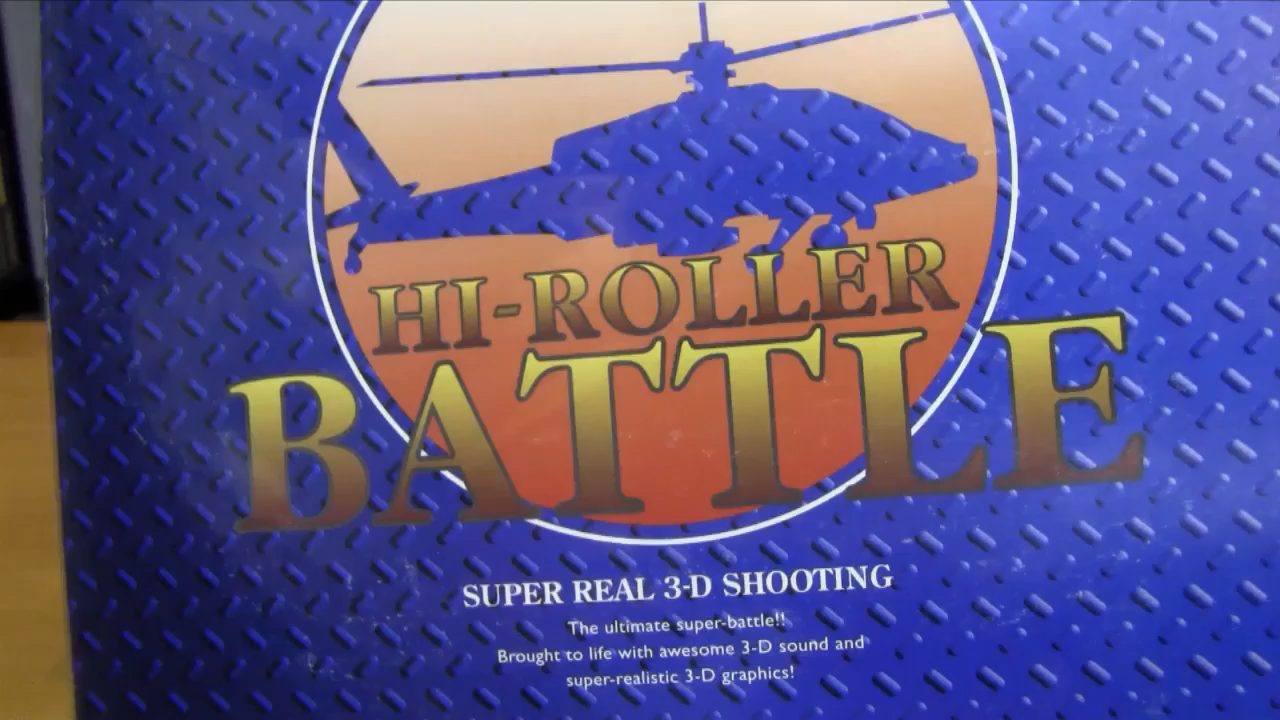 HI-ROLLER
BATTLE
SUPER REAL 3-D SHOOTING
The ultimate super-battle!!
Brought to life with awesome 3-D sound and
super-realistic 3-D graphics!